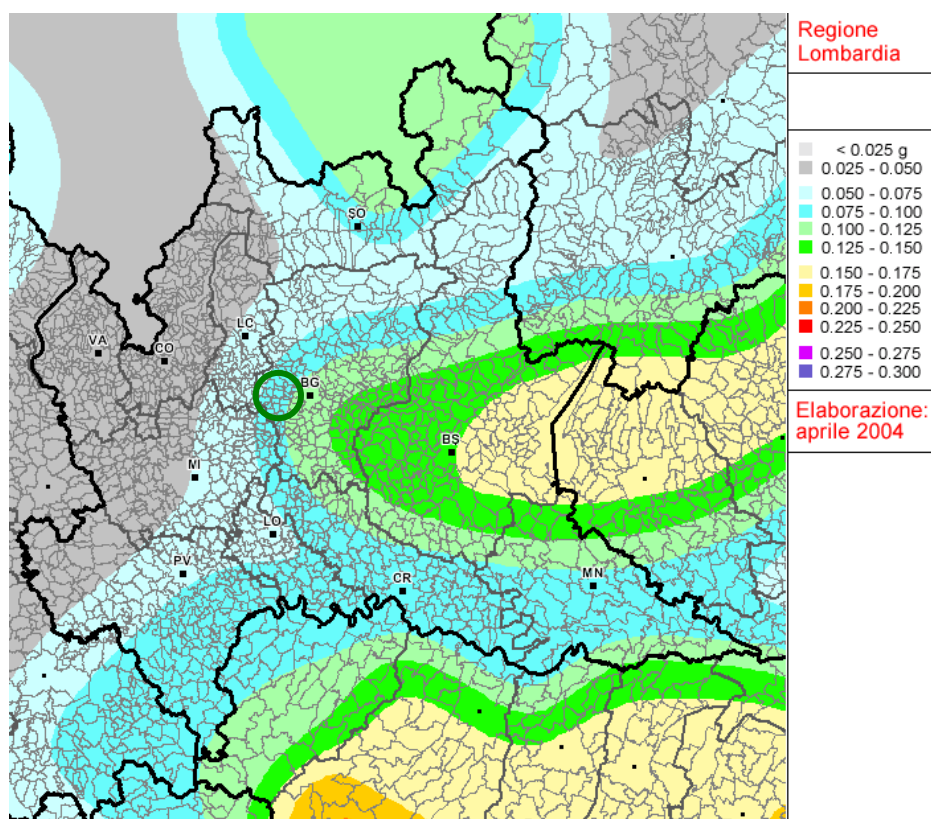 Regione
Lombardia
< 0.025 g
0.025 - 0.050
0.050 - 0.075
0.075 - 0.100
0.100 - 0.125
0.125 - 0.150
0.150 - 0.175
0.175 - 0.200
0.200 - 0.225
0.225 - 0.250
0.250 - 0.275
0.275 - 0.300
Elaborazione:
aprile 2004
SO
LC
VA
CO
BG
BS
MI
LO
PV
CR
MN